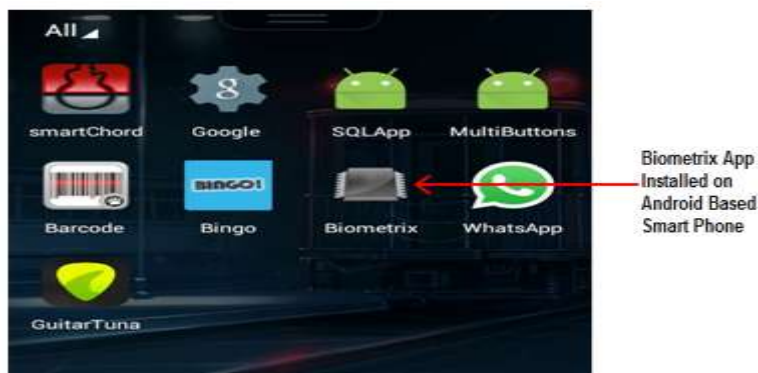 All
smartChord Google SQLApp MultiButtons
BINGO!
Barcode Bingo Biometrix WhatsApp
GuitarTuna
Biometrix App
Installed on
Android Based
Smart Phone